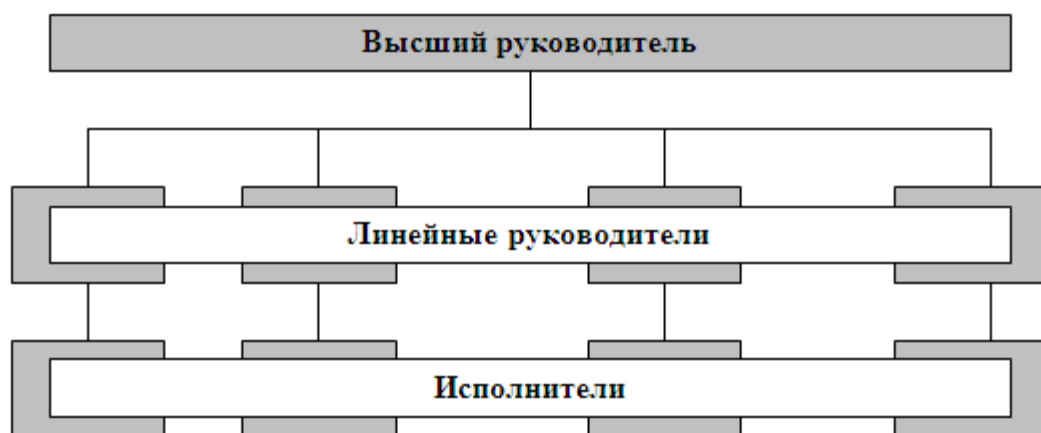 Высший руководитель
Линейные руководители
Исполнители